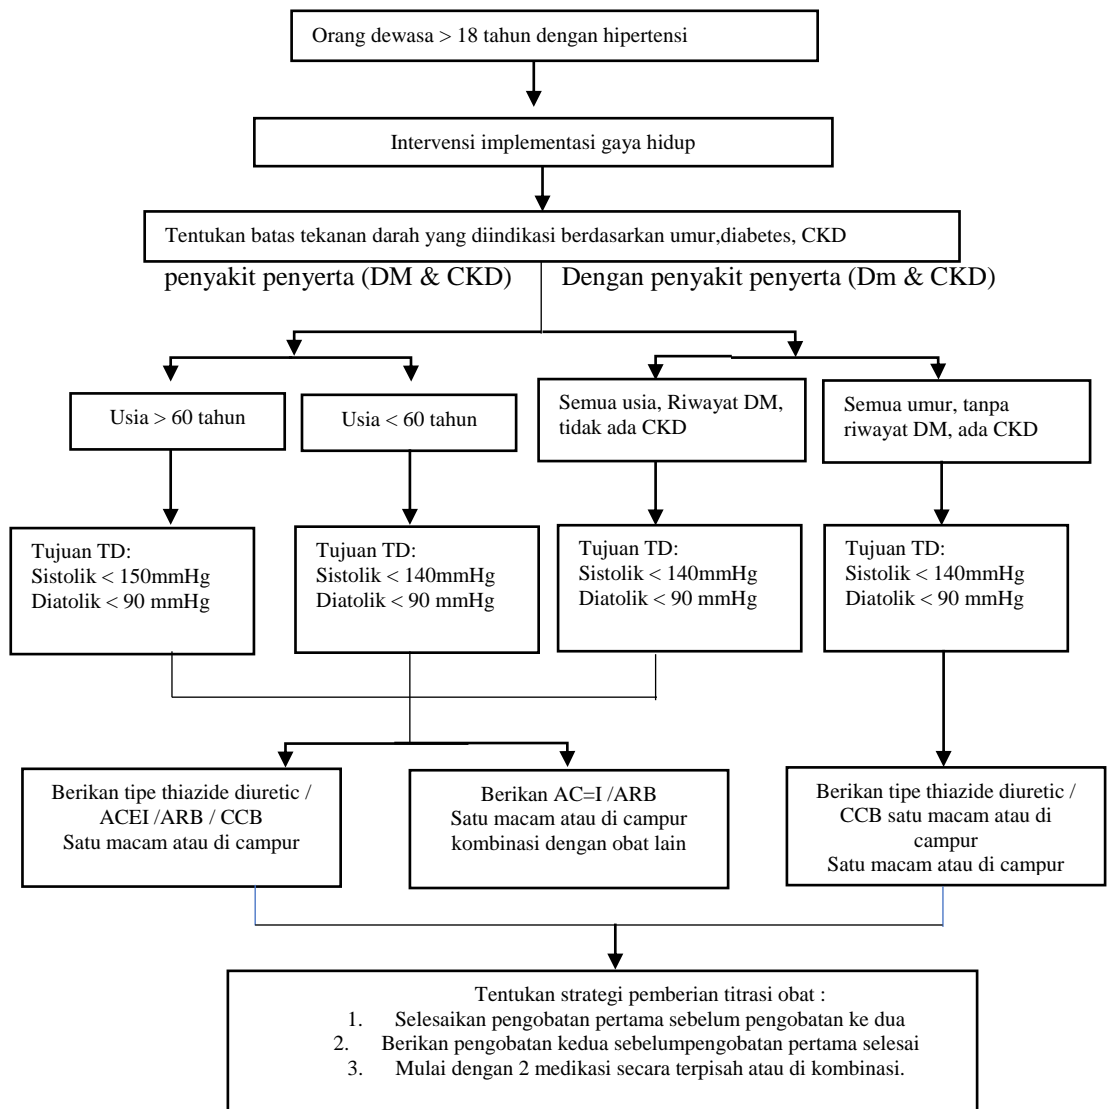 Orang dewasa > 18 tahun dengan hipertensi
Intervensi implementasi gaya hidup
Tentukan batas tekanan darah yang diindikasi berdasarkan umur,diabetes, CKD
penyakit penyerta (DM & CKD)
Dengan penyakit penyerta (Dm & CKD)
Usia > 60 tahun
Usia < 60 tahun
Semua usia, Riwayat DM,
tidak ada CKD
Semua umur, tanpa
riwayat DM, ada CKD
Tujuan TD:
Sistolik < 150mmHg
Diatolik < 90 mmHg
Tujuan TD:
Sistolik < 140mmHg
Diatolik < 90 mmHg
Tujuan TD:
Sistolik < 140mmHg
Diatolik < 90 mmHg
Tujuan TD:
Sistolik < 140mmHg
Diatolik < 90 mmHg
Berikan tipe thiazide diuretic /
ACEI /ARB / CCB
Satu macam atau di campur
Berikan AC=I /ARB
Satu macam atau di campur
kombinasi dengan obat lain
Berikan tipe thiazide diuretic /
CCB satu macam atau di
campur
Satu macam atau di campur
Tentukan strategi pemberian titrasi obat :
1. Selesaikan pengobatan pertama sebelum pengobatan ke dua
2. Berikan pengobatan kedua sebelumpengobatan pertama selesai
3. Mulai dengan 2 medikasi secara terpisah atau di kombinasi.